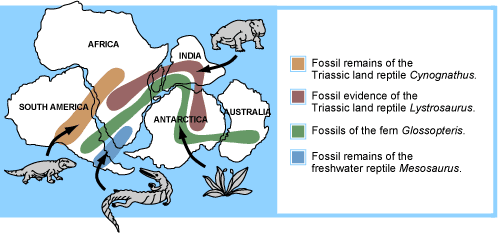 AFRICA
INDIA
SOUTH AMERICA
ANTARCTICA
AUSTRALIA
Fossil remains of the
Triassic land reptile Cynognathus.
Fossil evidence of the
Triassic land reptile Lystrosaurus.
Fossils of the fern Glossopteris.
Fossil remains of the
freshwater reptile Mesosaurus.